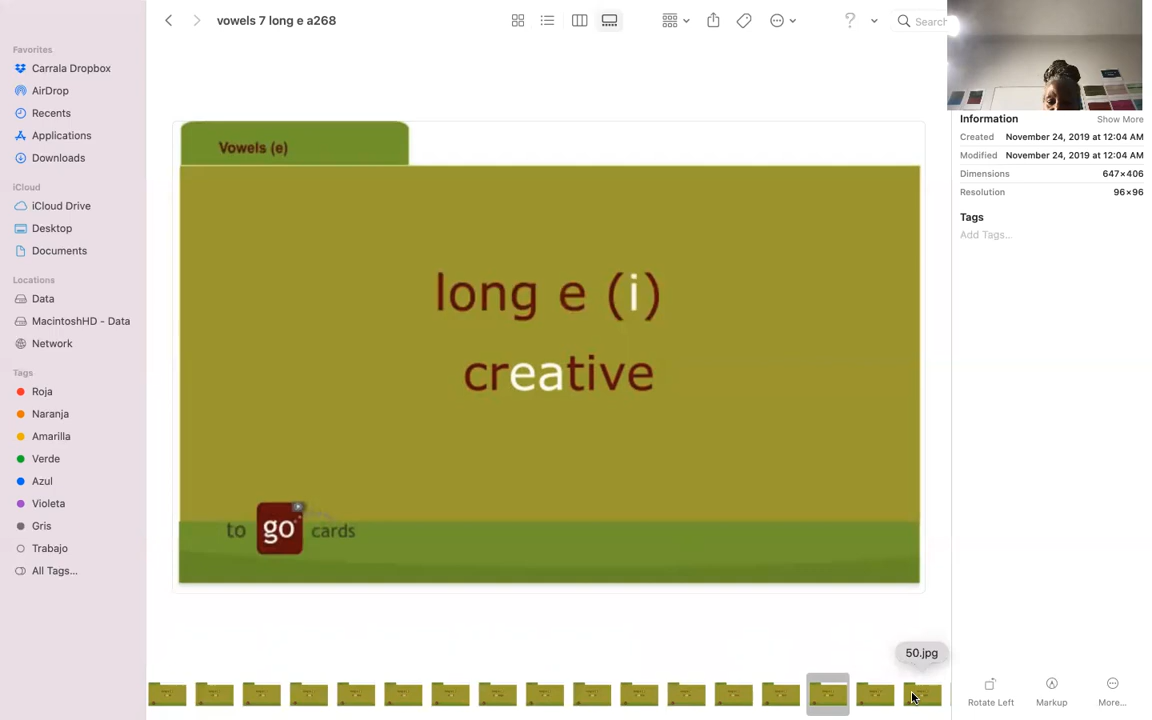 vowels 7 long e a268
Search
Favorites
Carrala Dropbox
AirDrop
Recents
Applications
Downloads
iCloud
iCloud Drive
Desktop
Documents
Locations
Data
MacintoshHD - Data
Network
Tags
Roja
Naranja
Amarilla
Verde
Azul
Violeta
Gris
Trabajo
All Tags...
Vowels (e)
long e (i)
creative
to go cards
50.jpg
Information Show More
Created November 24, 2019 at 12:04 AM
Modified November 24, 2019 at 12:04 AM
Dimensions 647×406
Resolution 96×96
Tags
Add Tags...
Rotate Left Markup More...